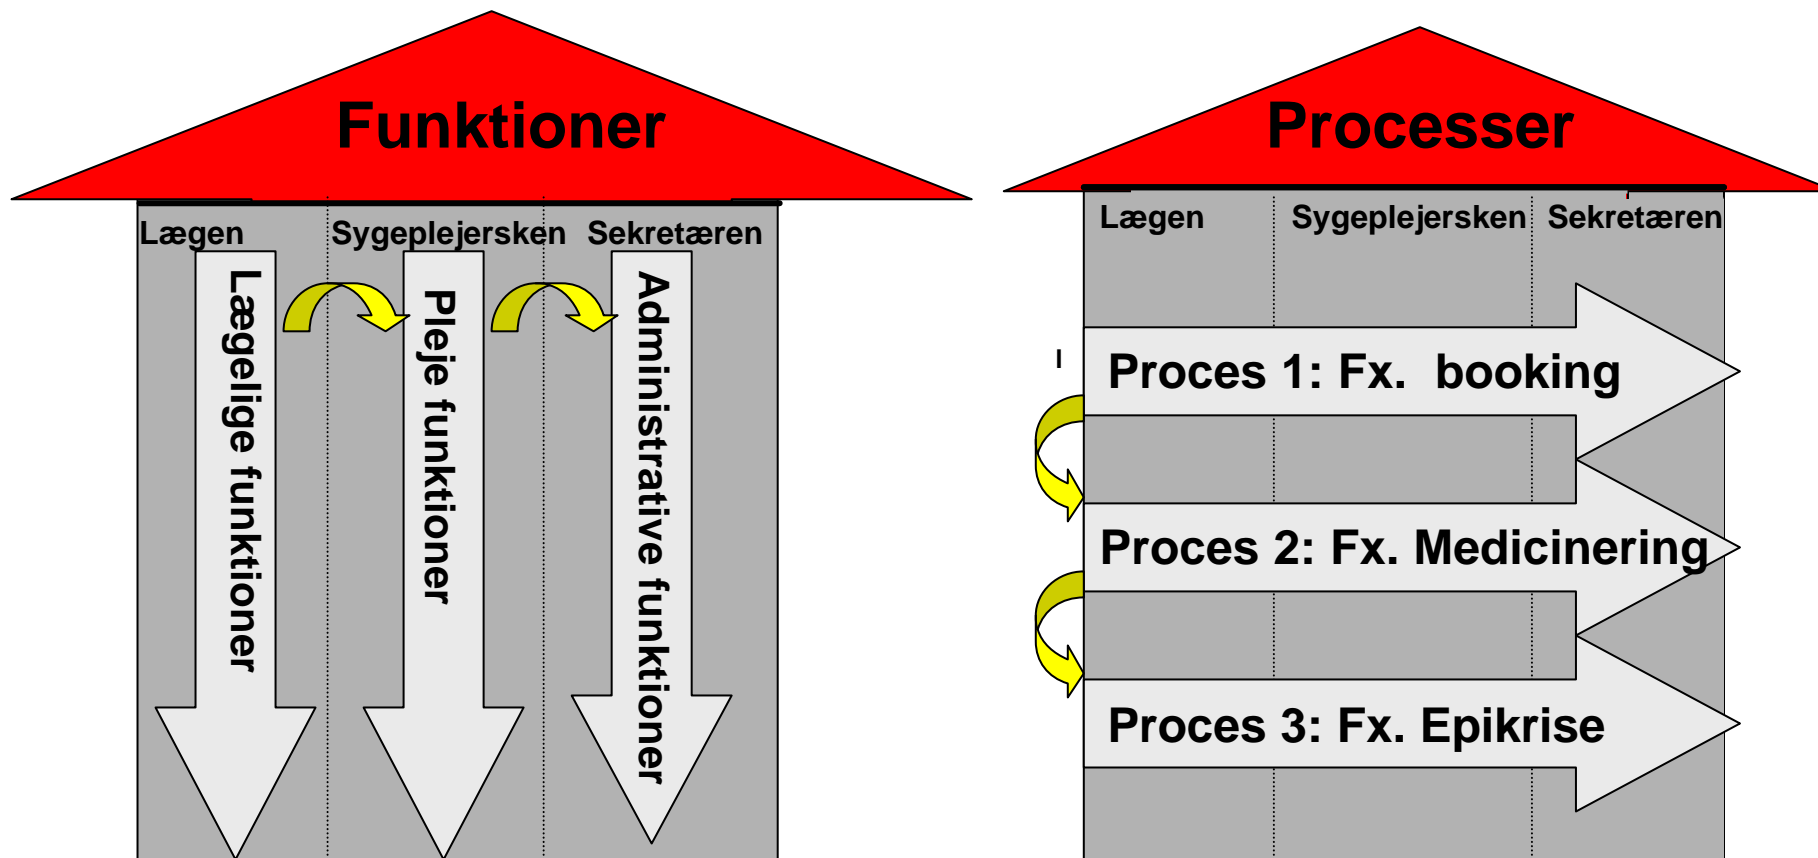 Funktioner
Lægen Sygeplejersken Sekretæren
Lægelige funktioner
Pleje funktioner
Administrative funktioner
Processer
Lægen Sygeplejersken Sekretæren
Proces 1: Fx. booking
Proces 2: Fx. Medicinering
Proces 3: Fx. Epikrise